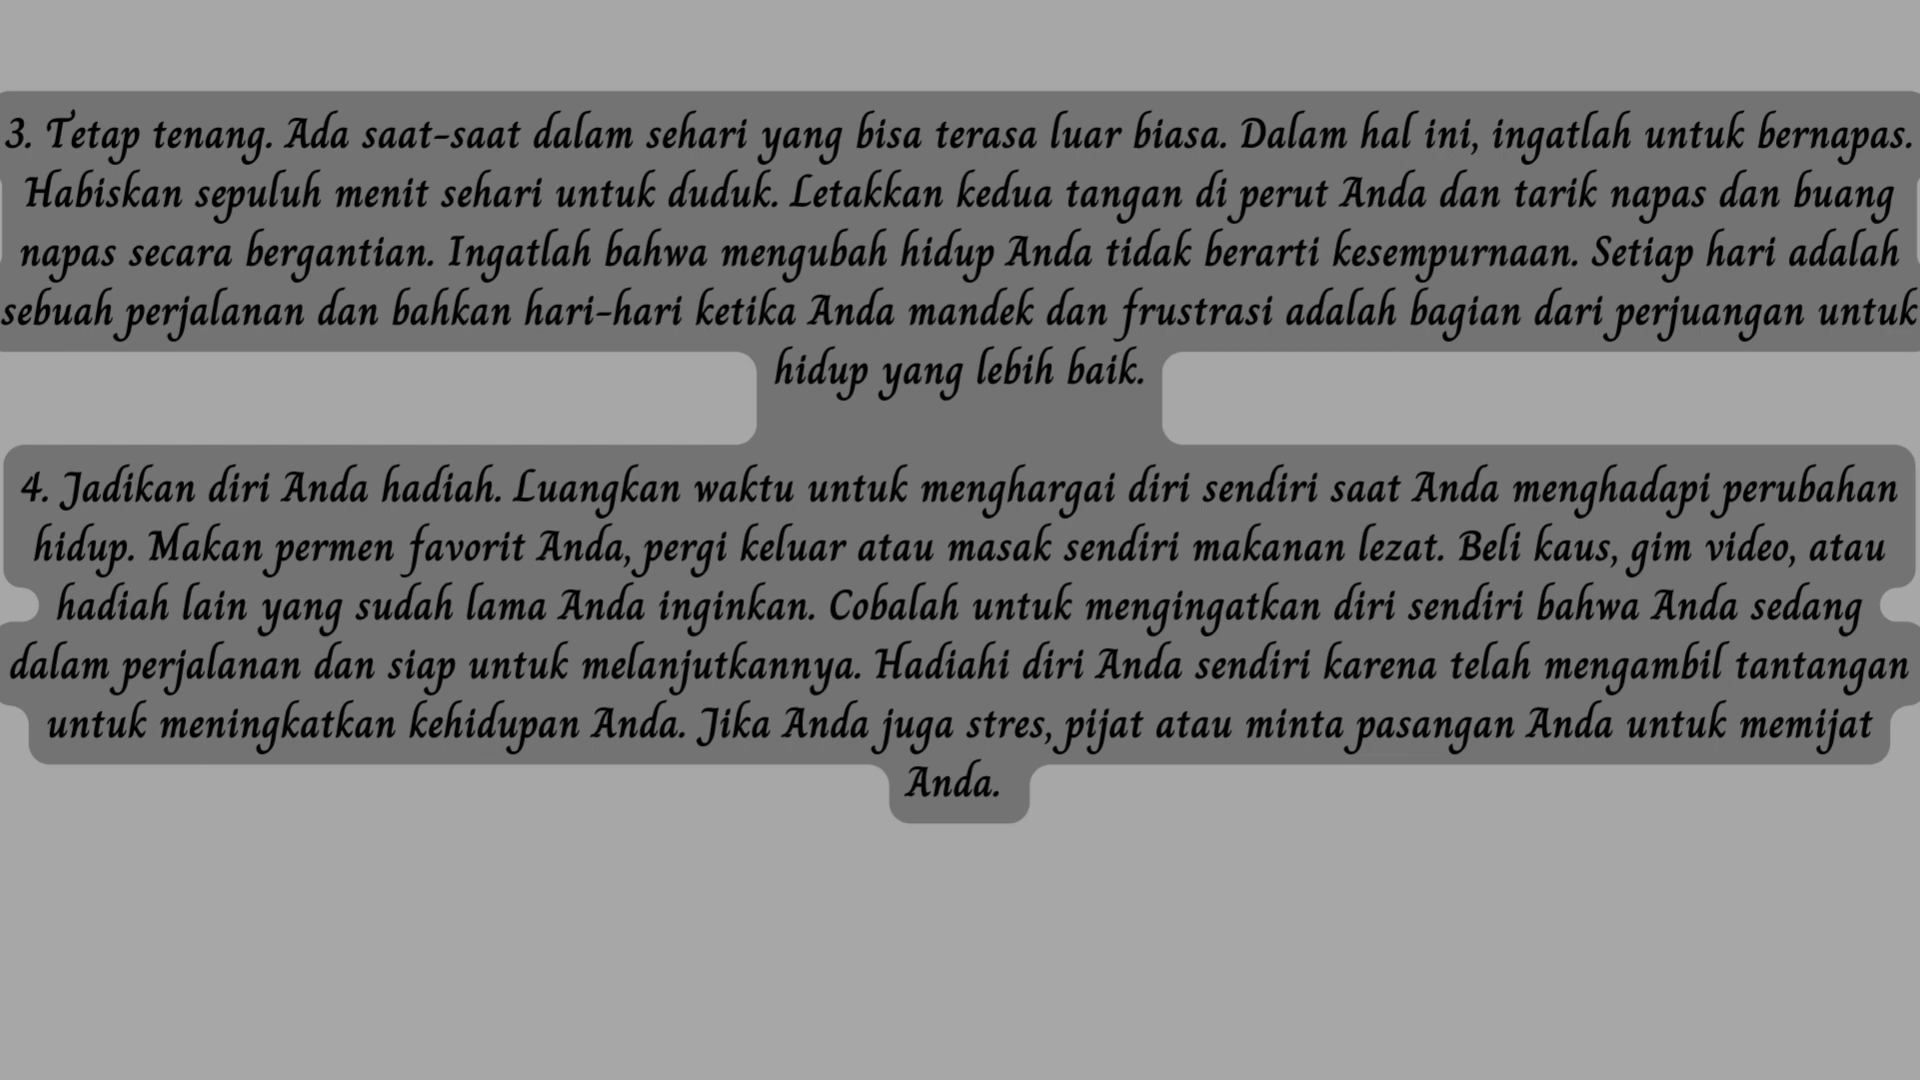 3. Tetap tenang. Ada saat-saat dalam sehari yang bisa terasa luar biasa. Dalam hal ini, ingatlah untuk bernapas.
Habiskan sepuluh menit sehari untuk duduk. Letakkan kedua tangan di perut Anda dan tarik napas dan buang
napas secara bergantian. Ingatlah bahwa mengubah hidup Anda tidak berarti kesempurnaan. Setiap hari adalah
sebuah perjalanan dan bahkan hari-hari ketika Anda mandek dan frustrasi adalah bagian dari perjuangan untuk
hidup yang lebih baik.
4. Jadikan diri Anda hadiah. Luangkan waktu untuk menghargai diri sendiri saat Anda menghadapi perubahan
hidup. Makan permen favorit Anda, pergi keluar atau masak sendiri makanan lezat. Beli kaus, gim video, atau
hadiah lain yang sudah lama Anda inginkan. Cobalah untuk mengingatkan diri sendiri bahwa Anda sedang
dalam perjalanan dan siap untuk melanjutkannya. Hadiahi diri Anda sendiri karena telah mengambil tantangan
untuk meningkatkan kehidupan Anda. Jika Anda juga stres, pijat atau minta pasangan Anda untuk memijat
Anda.